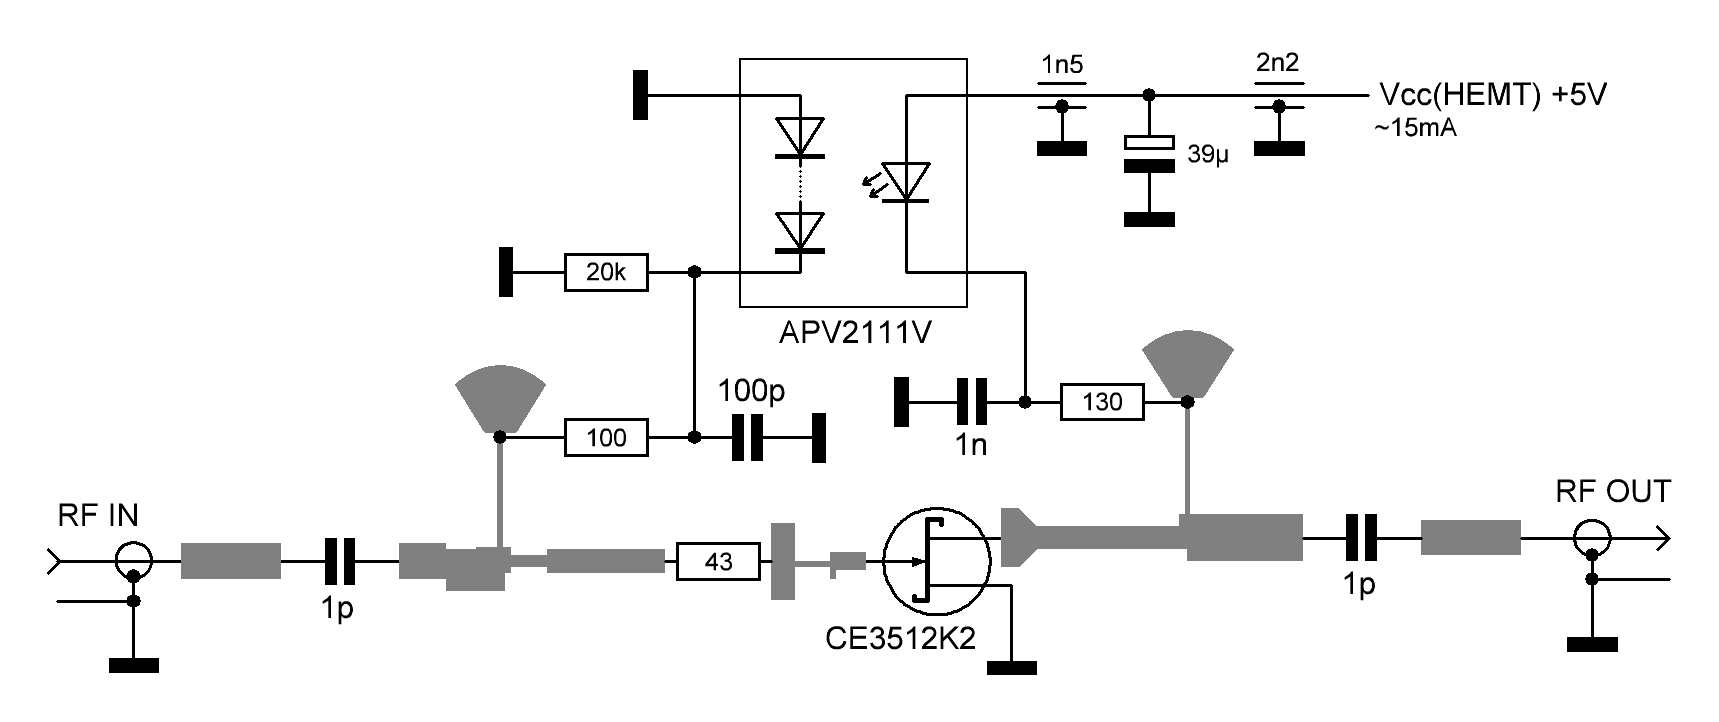 1n5
2n2
Vcc(HEMT) +5V
~15mA
39µ
20k
APV2111V
100p
130
100
1n
RF IN
RF OUT
43
1p
1p
CE3512K2